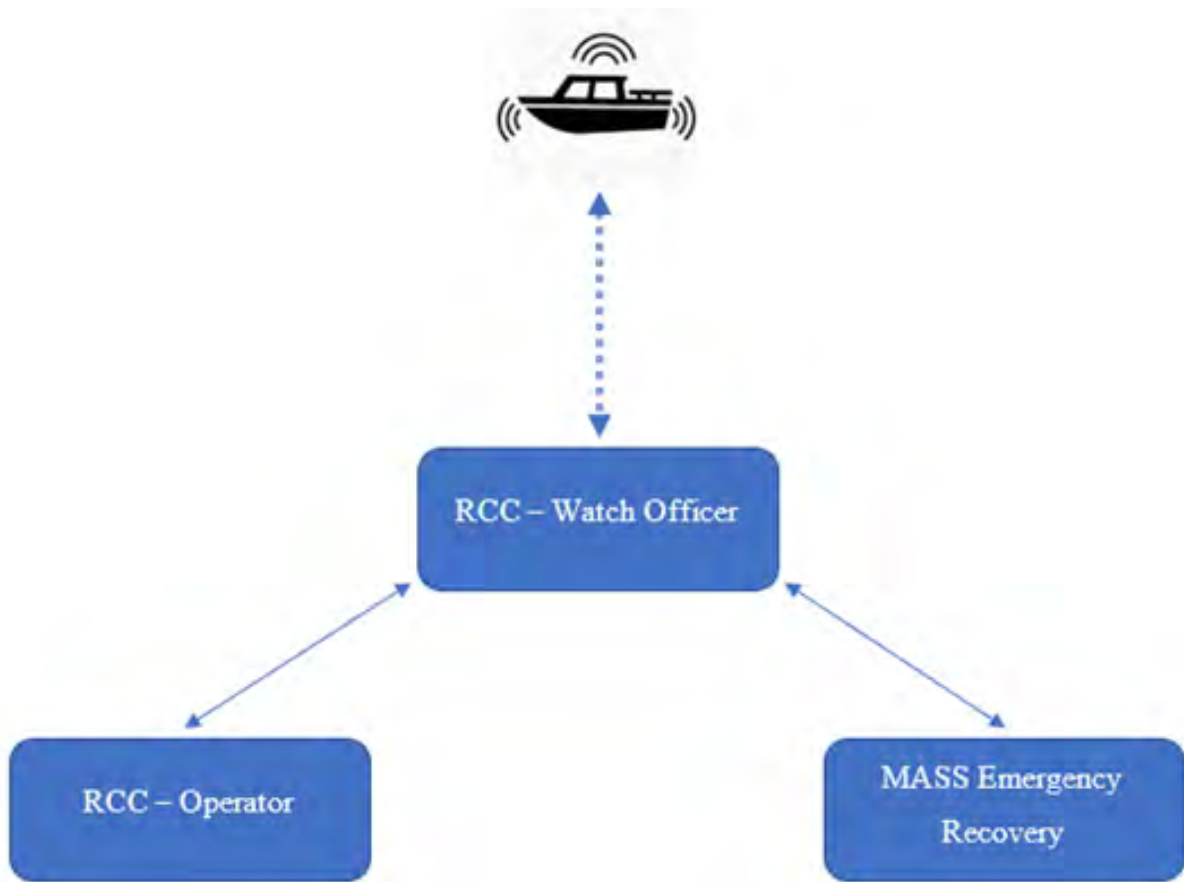 RCC – Watch Officer
RCC – Operator
MASS Emergency
Recovery